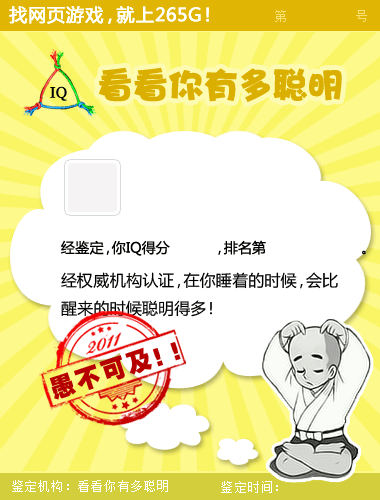 找网页游戏,就上265G!
第 号
IQ
看看你有多聪明
经鉴定,你IQ得分 ,排名第 。
经权威机构认证,在你睡着的时候,会比
醒来的时候聪明得多!
2011
愚不可及!!
鉴定机构:看看你有多聪明
鉴定时间: